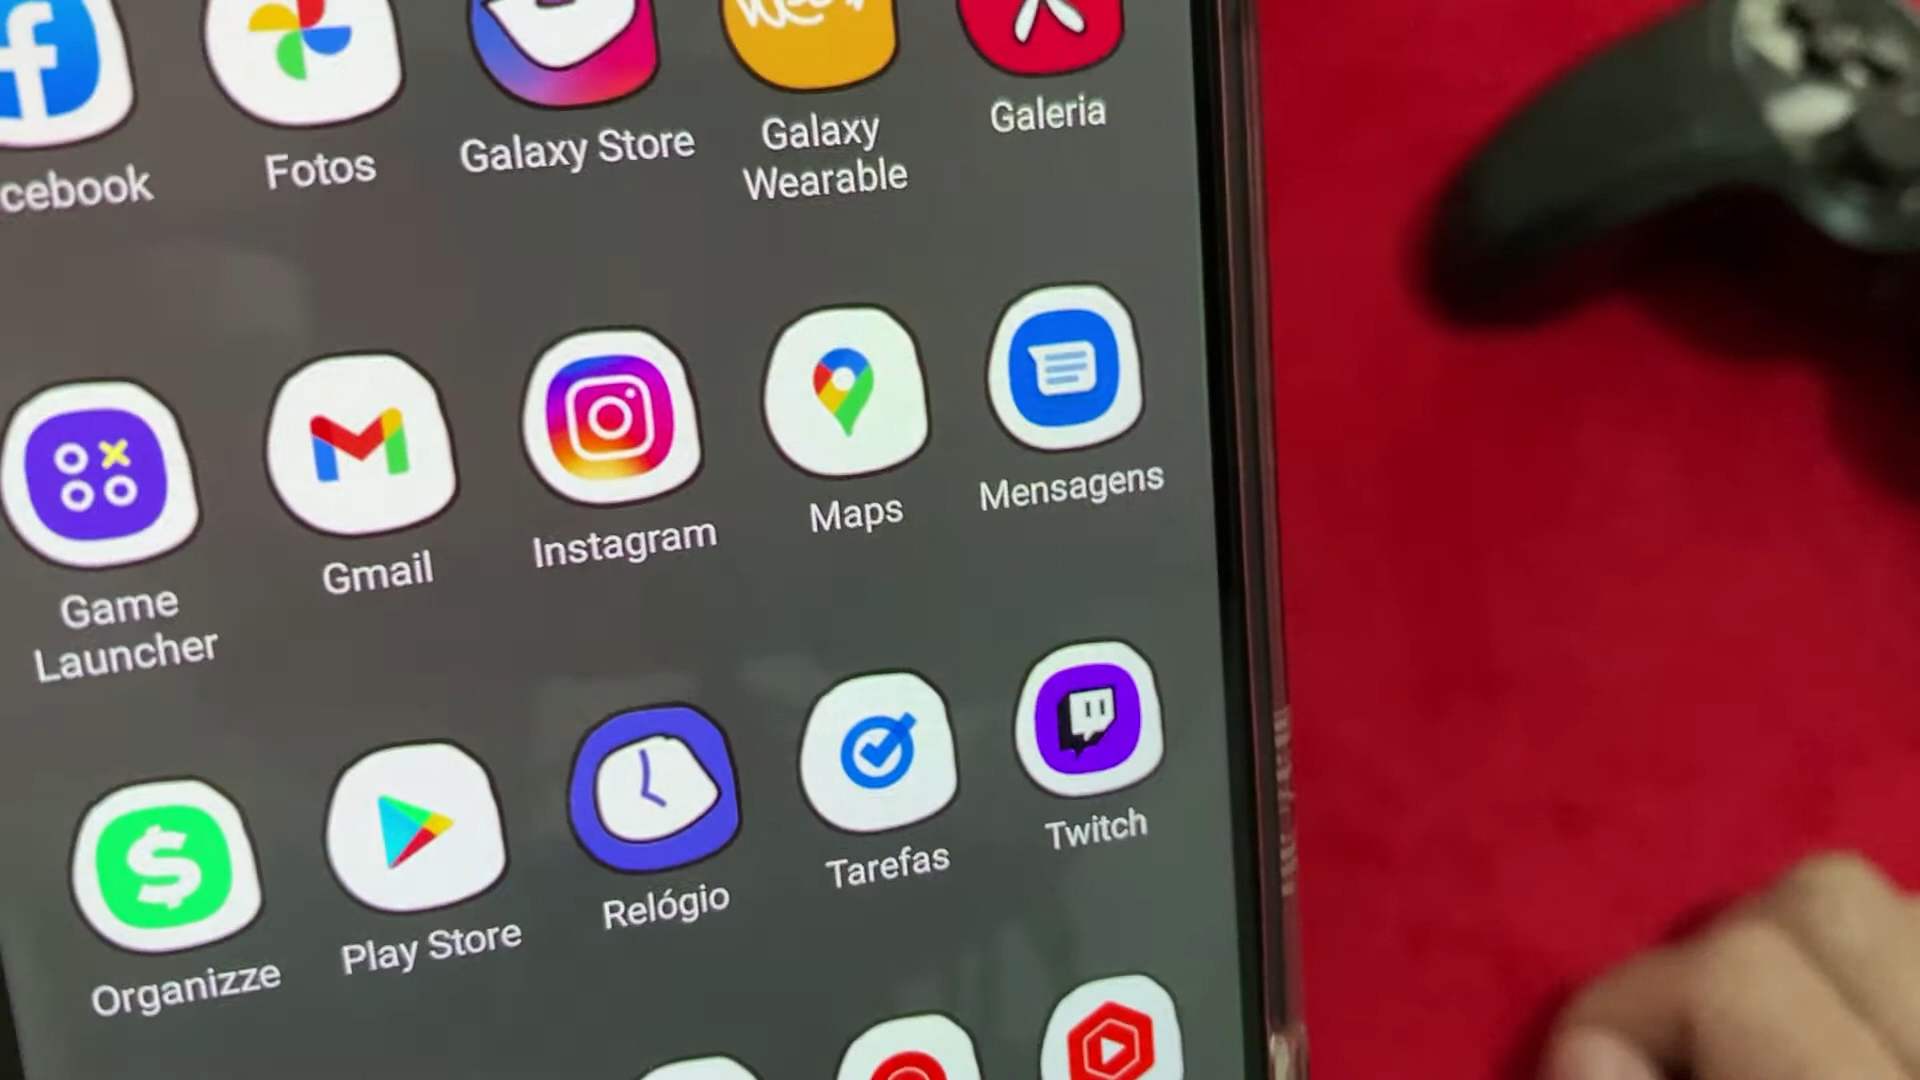 cebook
Fotos
Galaxy Store
Galaxy
Wearable
Galeria
Game
Launcher
Gmail
Instagram
Maps
Mensagens
Organizze
Play Store
Relógio
Tarefas
Twitch